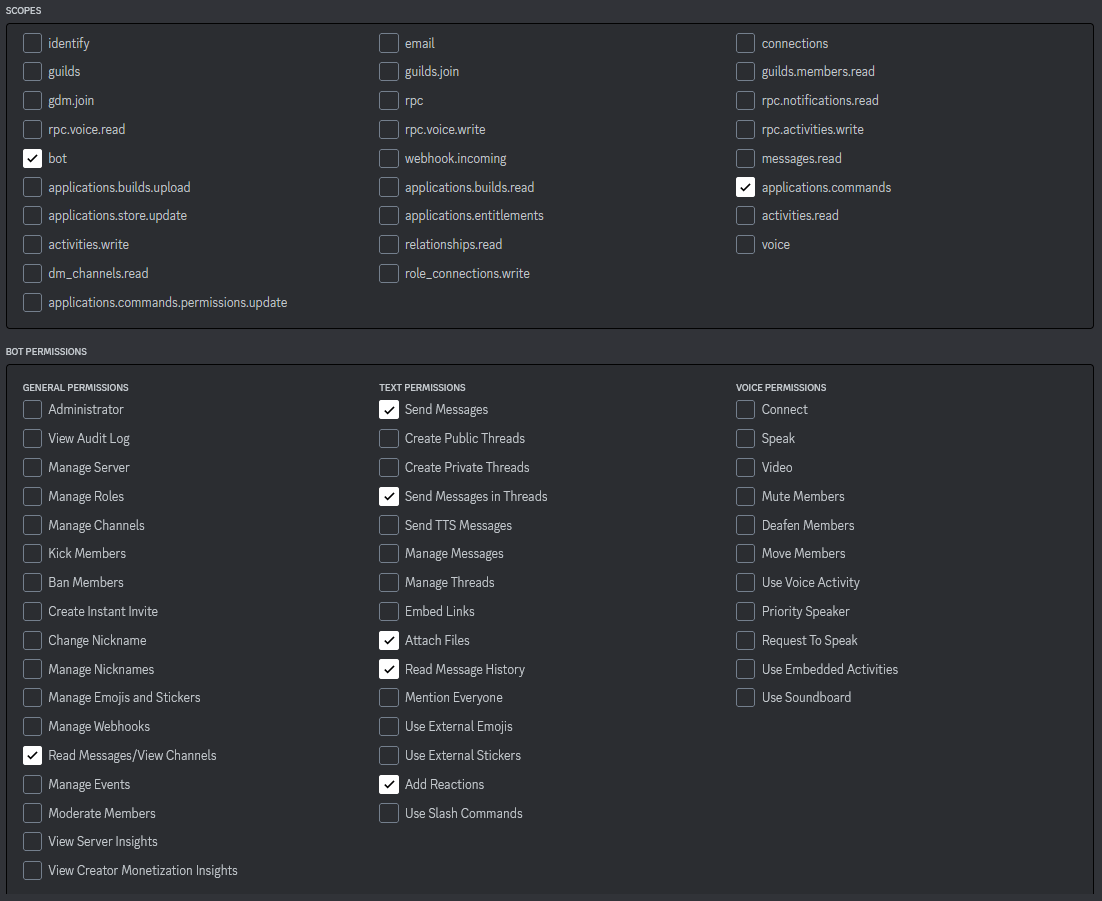 SCOPES
identify email connections
guilds guilds.join guilds.members.read
gdm.join rpc rpc.notifications.read
rpc.voice.read rpc.voice.write rpc.activities.write
bot webhook.incoming messages.read
applications.builds.upload applications.builds.read applications.commands
applications.store.update applications.entitlements activities.read
activities.write relationships.read voice
dm_channels.read role_connections.write
applications.commands.permissions.update
BOT PERMISSIONS
GENERAL PERMISSIONS TEXT PERMISSIONS VOICE PERMISSIONS
Administrator Send Messages Connect
View Audit Log Create Public Threads Speak
Manage Server Create Private Threads Video
Manage Roles Send Messages in Threads Mute Members
Manage Channels Send TTS Messages Deafen Members
Kick Members Manage Messages Move Members
Ban Members Manage Threads Use Voice Activity
Create Instant Invite Embed Links Priority Speaker
Change Nickname Attach Files Request To Speak
Manage Nicknames Read Message History Use Embedded Activities
Manage Emojis and Stickers Mention Everyone Use Soundboard
Manage Webhooks Use External Emojis
Read Messages/View Channels Use External Stickers
Manage Events Add Reactions
Moderate Members Use Slash Commands
View Server Insights
View Creator Monetization Insights